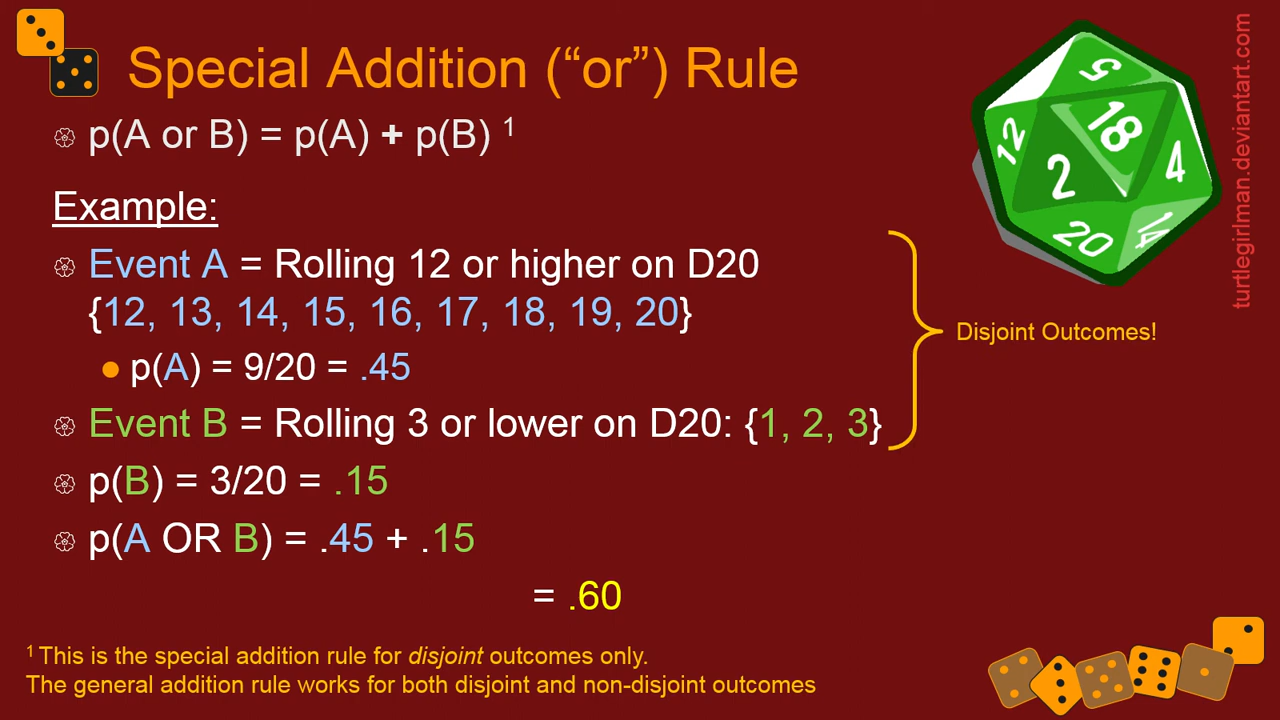 Special Addition (“or”) Rule
p(A or B) = p(A) + p(B) ¹
Example:
Event A = Rolling 12 or higher on D20
{12, 13, 14, 15, 16, 17, 18, 19, 20}
p(A) = 9/20 = .45
Event B = Rolling 3 or lower on D20: {1, 2, 3}
p(B) = 3/20 = .15
p(A OR B) = .45 + .15
= .60
Disjoint Outcomes!
¹ This is the special addition rule for disjoint outcomes only.
The general addition rule works for both disjoint and non-disjoint outcomes
5
12
18
2
4
20
14
turtlegirlman.deviantart.com